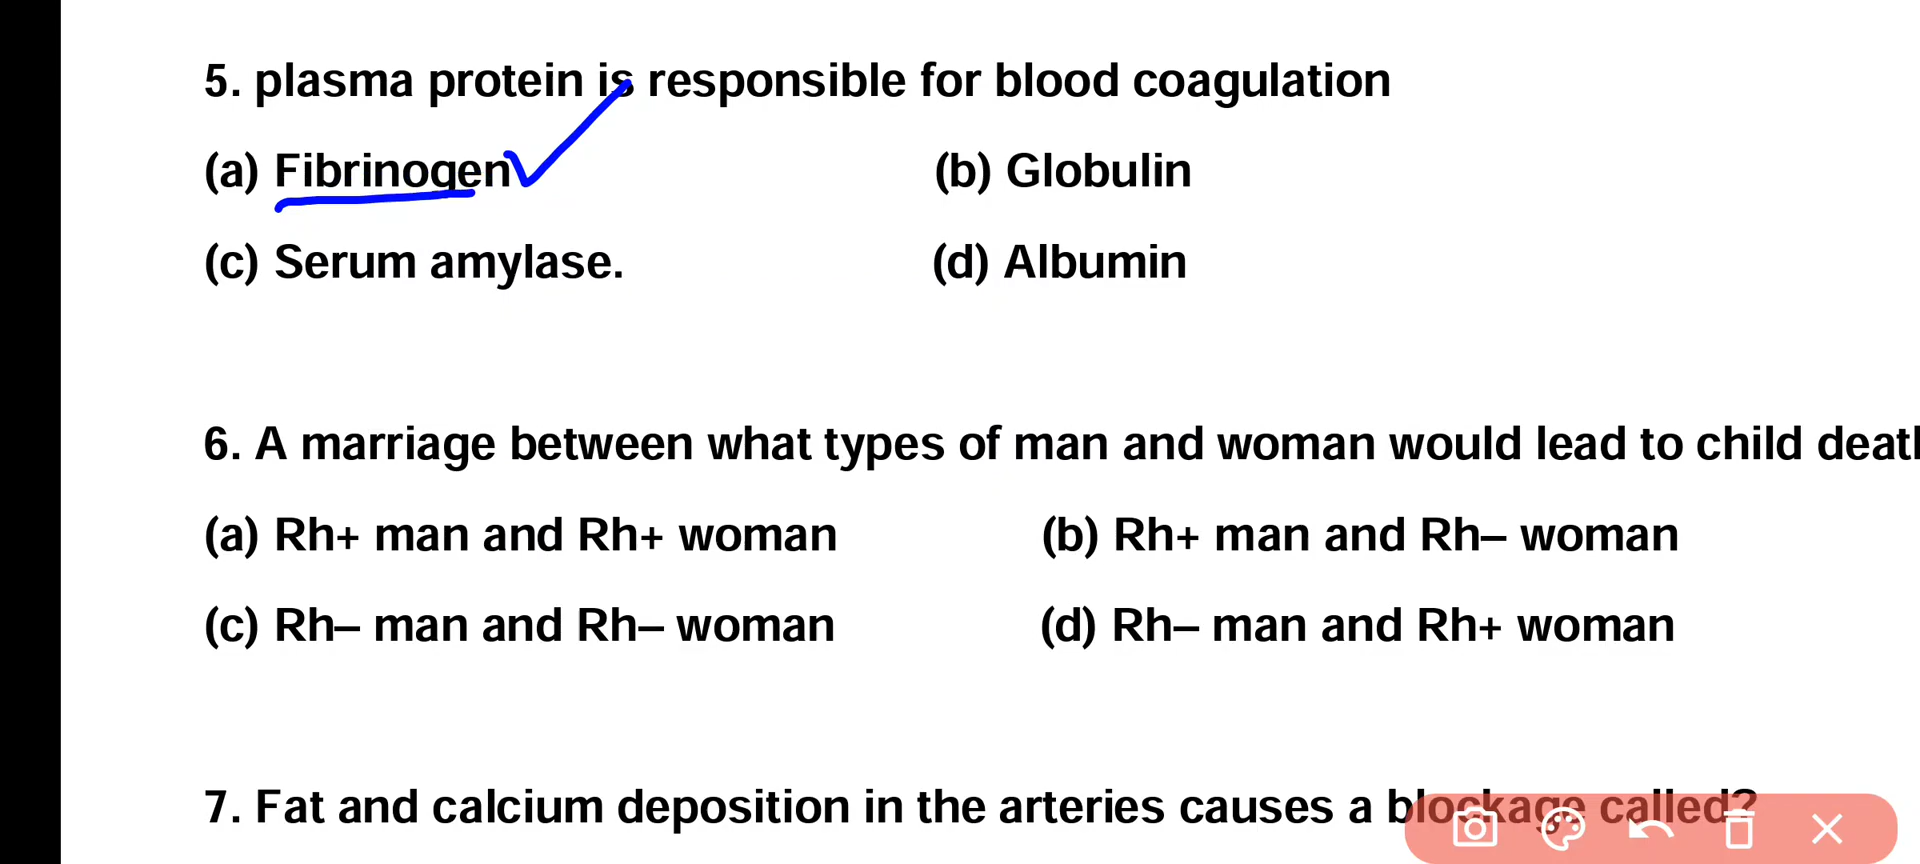 5. plasma protein is responsible for blood coagulation
(a) Fibrinogen (b) Globulin
(c) Serum amylase. (d) Albumin
6. A marriage between what types of man and woman would lead to child death
(a) Rh+ man and Rh+ woman (b) Rh+ man and Rh– woman
(c) Rh– man and Rh– woman (d) Rh– man and Rh+ woman
7. Fat and calcium deposition in the arteries causes a blockage called?